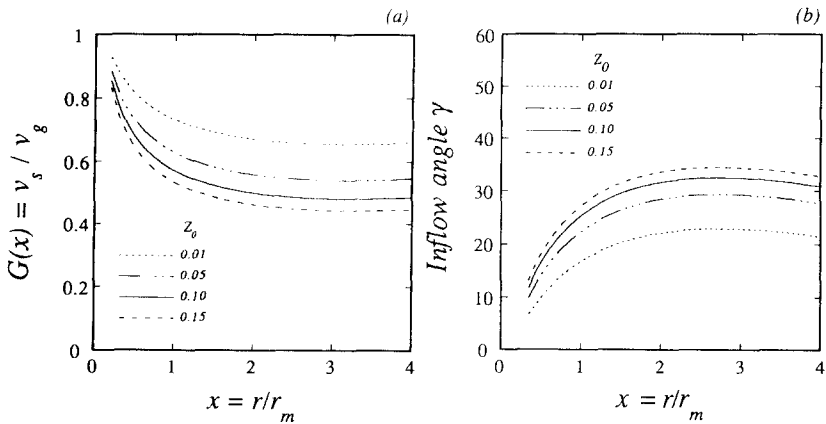 (a)
G(x) = v_s / v_g
1
0.8
0.6
0.4
0.2
0
Z_0
0.01
0.05
0.10
0.15
0 1 2 3 4
x = r/r_m
(b)
Inflow angle γ
60
50
40
30
20
10
0
Z_0
0.01
0.05
0.10
0.15
0 1 2 3 4
x = r/r_m